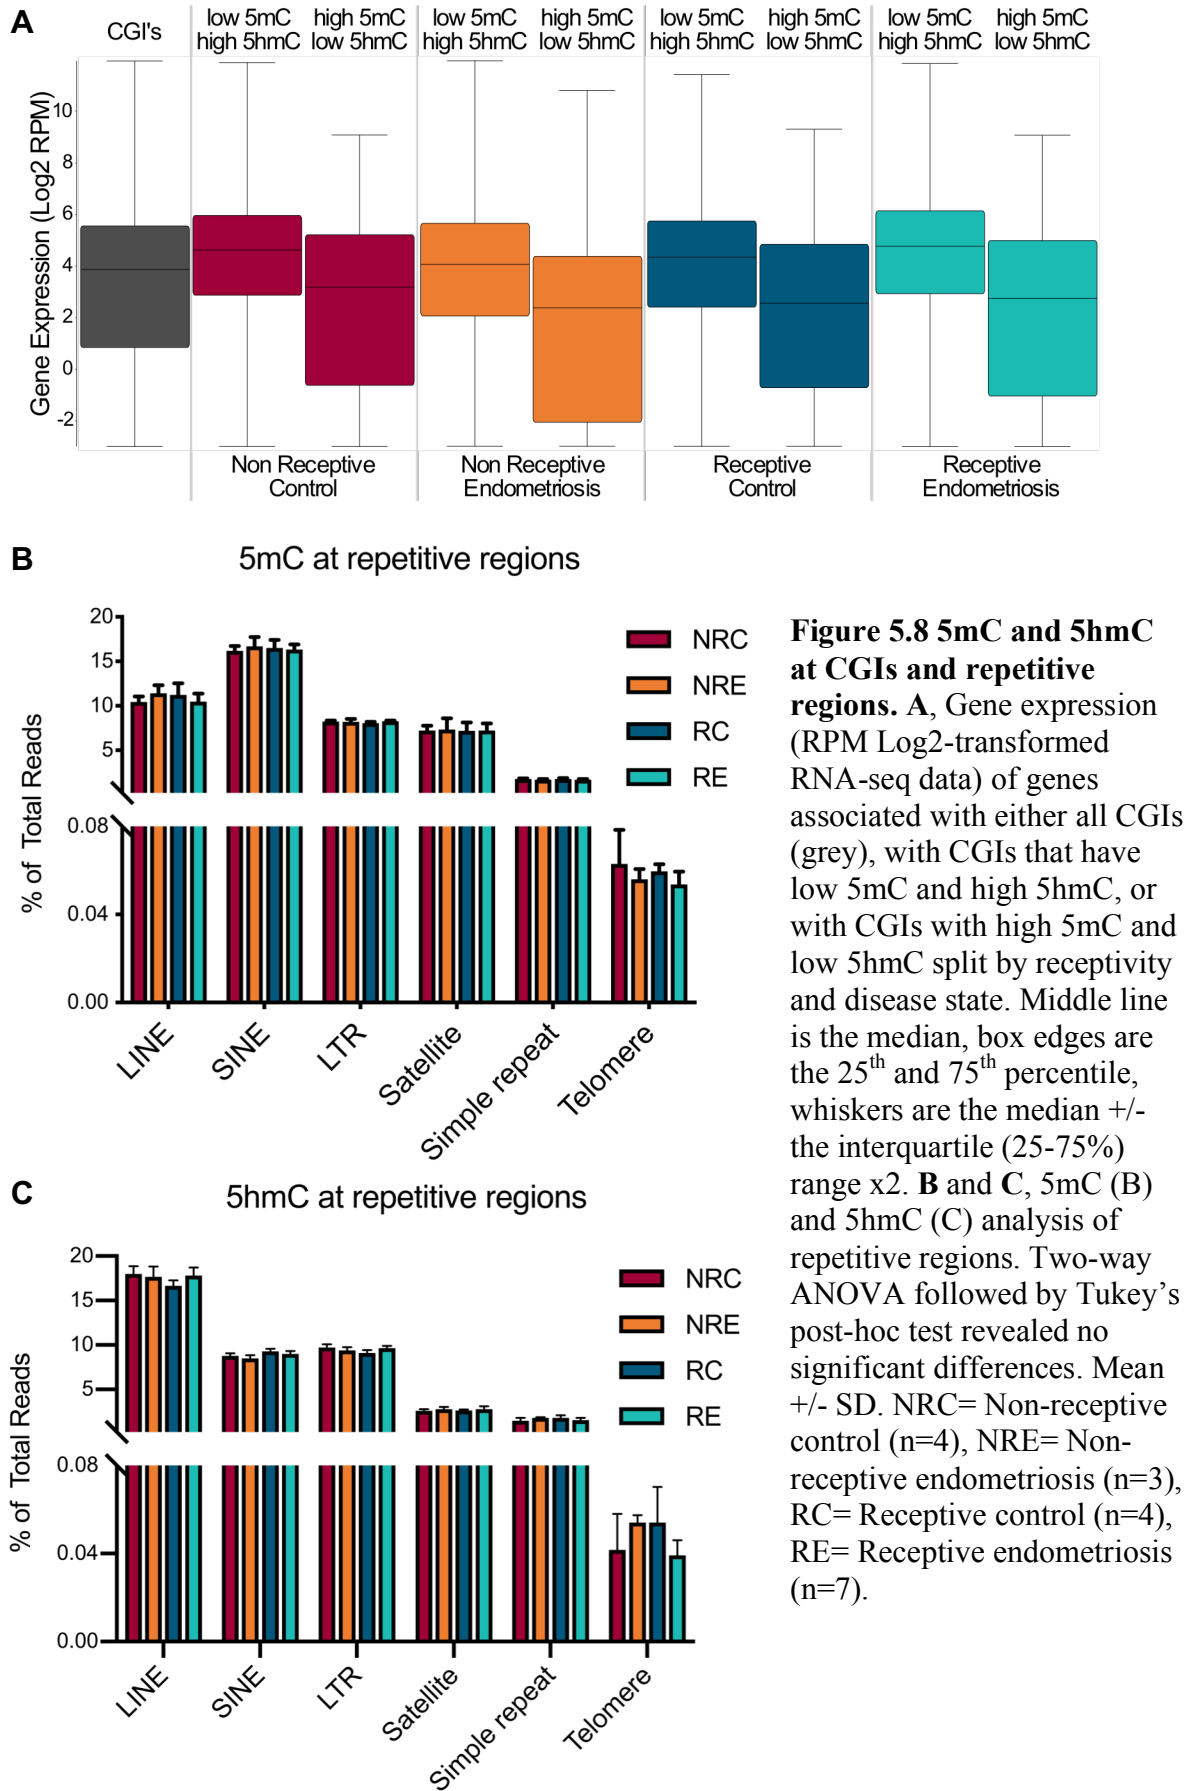 A
CGI's
low 5mC
high 5hmC
high 5mC
low 5hmC
low 5mC
high 5hmC
high 5mC
low 5hmC
low 5mC
high 5hmC
high 5mC
low 5hmC
low 5mC
high 5hmC
high 5mC
low 5hmC
Gene Expression (Log2 RPM)
10
8
6
4
2
0
-2
Non Receptive
Control
Non Receptive
Endometriosis
Receptive
Control
Receptive
Endometriosis
B
5mC at repetitive regions
% of Total Reads
20
15
10
5
0.08
0.04
0.00
LINE
SINE
LTR
Satellite
Simple repeat
Telomere
NRC
NRE
RC
RE
C
5hmC at repetitive regions
% of Total Reads
20
15
10
5
0.08
0.04
0.00
LINE
SINE
LTR
Satellite
Simple repeat
Telomere
NRC
NRE
RC
RE
Figure 5.8 5mC and 5hmC
at CGIs and repetitive
regions. A, Gene expression
(RPM Log2-transformed
RNA-seq data) of genes
associated with either all CGIs
(grey), with CGIs that have
low 5mC and high 5hmC, or
with CGIs with high 5mC and
low 5hmC split by receptivity
and disease state. Middle line
is the median, box edges are
the 25th and 75th percentile,
whiskers are the median +/-
the interquartile (25-75%)
range x2. B and C, 5mC (B)
and 5hmC (C) analysis of
repetitive regions. Two-way
ANOVA followed by Tukey's
post-hoc test revealed no
significant differences. Mean
+/- SD. NRC= Non-receptive
control (n=4), NRE= Non-
receptive endometriosis (n=3),
RC= Receptive control (n=4),
RE= Receptive endometriosis
(n=7).